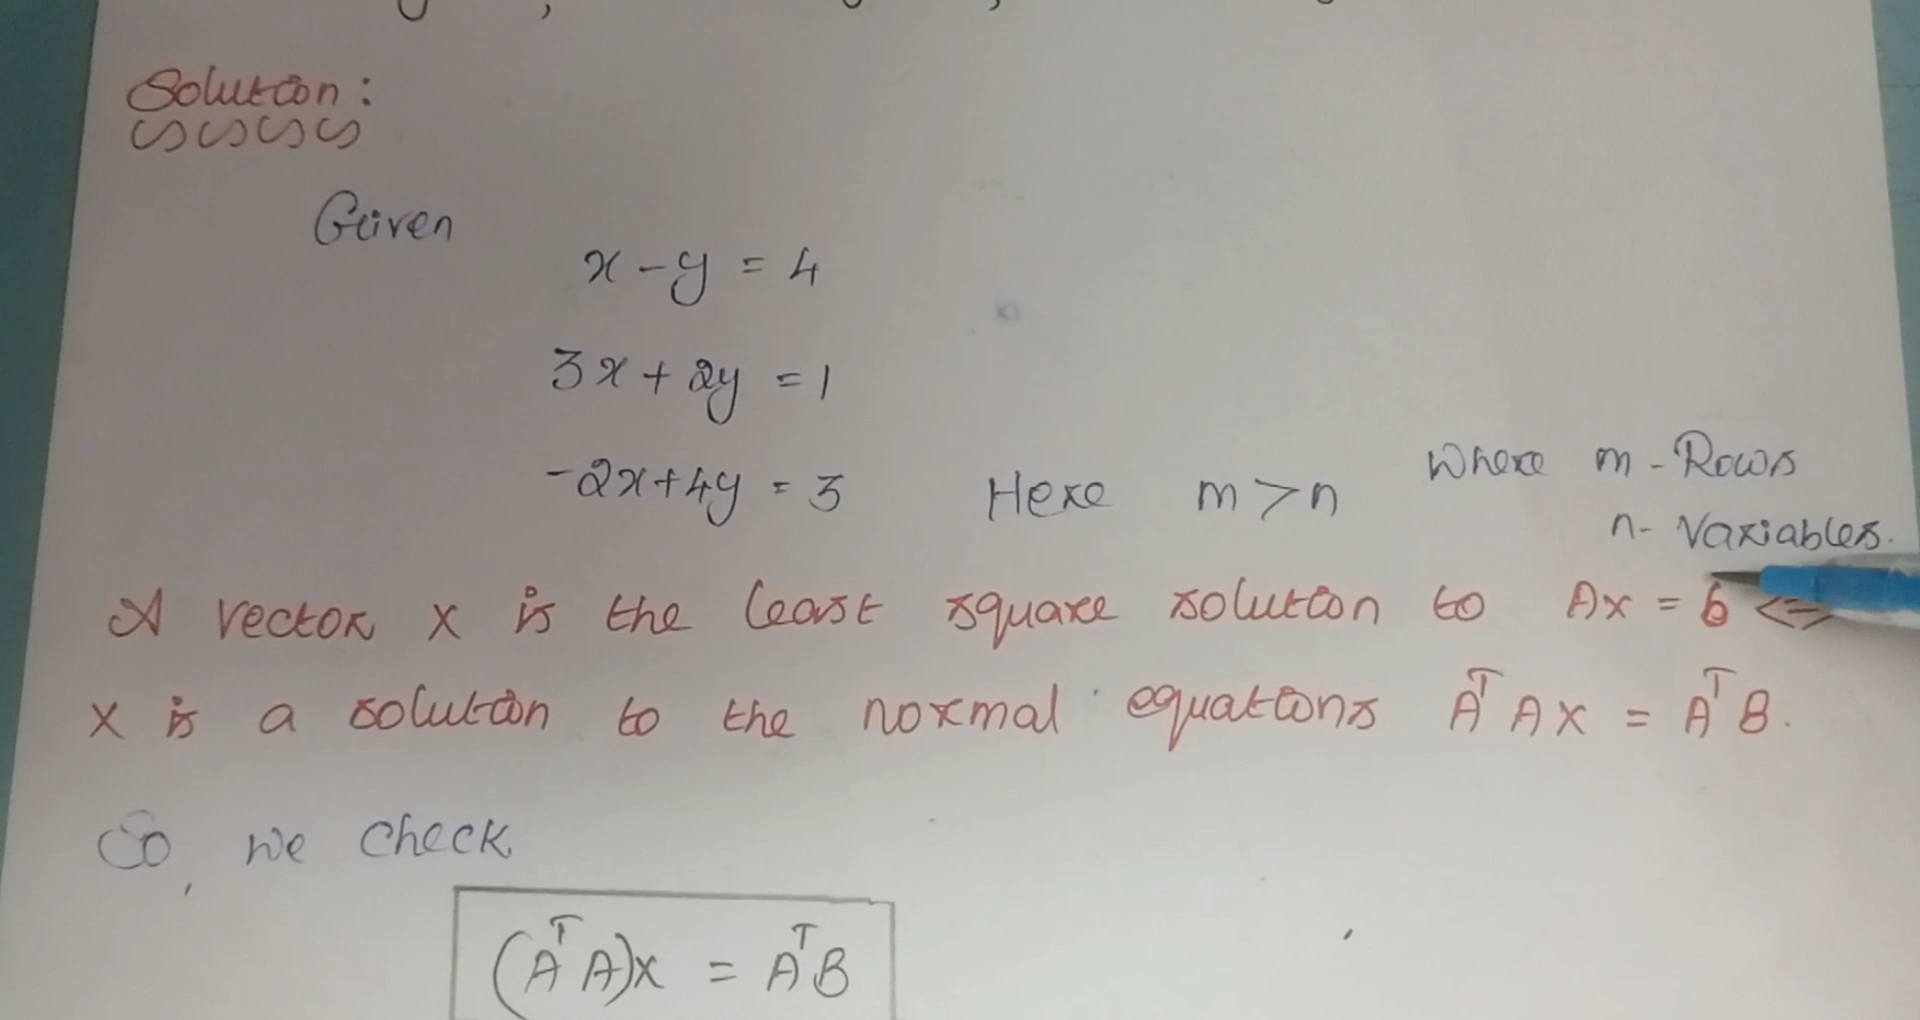 Solution:
Given
x - y = 4
3x + 2y = 1
-2x + 4y = 3 Here m > n where m - Rows
n - Variables.
A vector x is the least square solution to Ax = b <=>
x is a solution to the normal equations AᵀAx = AᵀB.
So, we check
(AᵀA)x = AᵀB